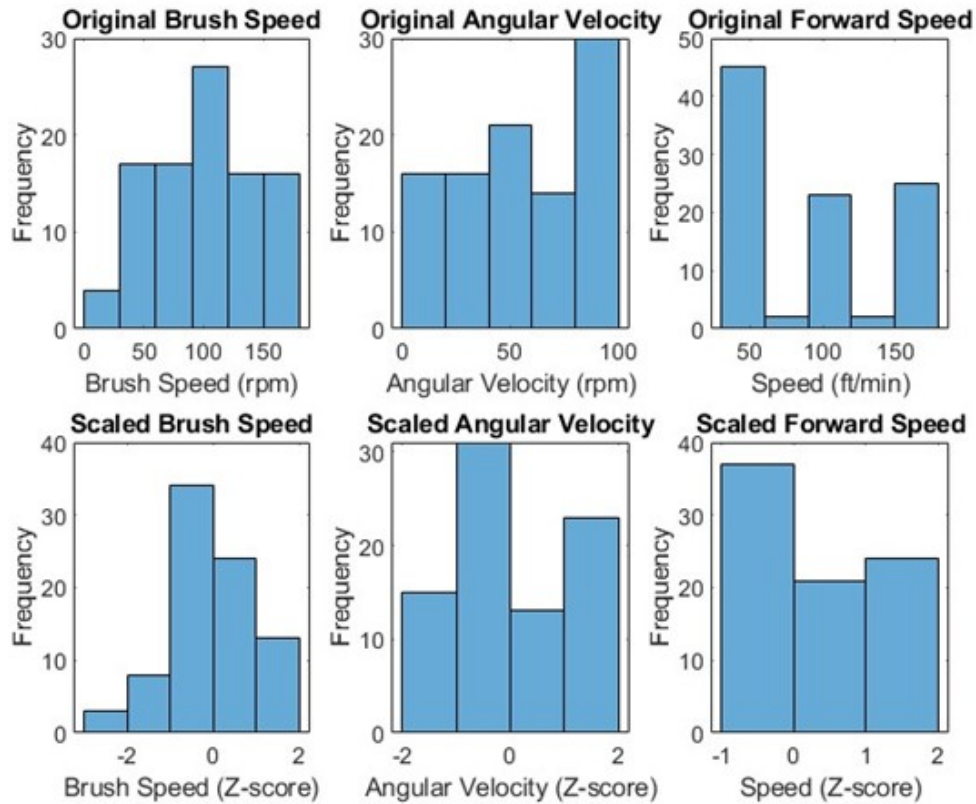 Original Brush Speed
30
20
10
0
Frequency
0 50 100 150
Brush Speed (rpm)
Original Angular Velocity
30
20
10
0
Frequency
0 50 100
Angular Velocity (rpm)
Original Forward Speed
50
40
30
20
10
0
Frequency
50 100 150
Speed (ft/min)
Scaled Brush Speed
40
30
20
10
0
Frequency
-2 0 2
Brush Speed (Z-score)
Scaled Angular Velocity
30
20
10
0
Frequency
-2 0 2
Angular Velocity (Z-score)
Scaled Forward Speed
40
30
20
10
0
Frequency
-1 0 1 2
Speed (Z-score)